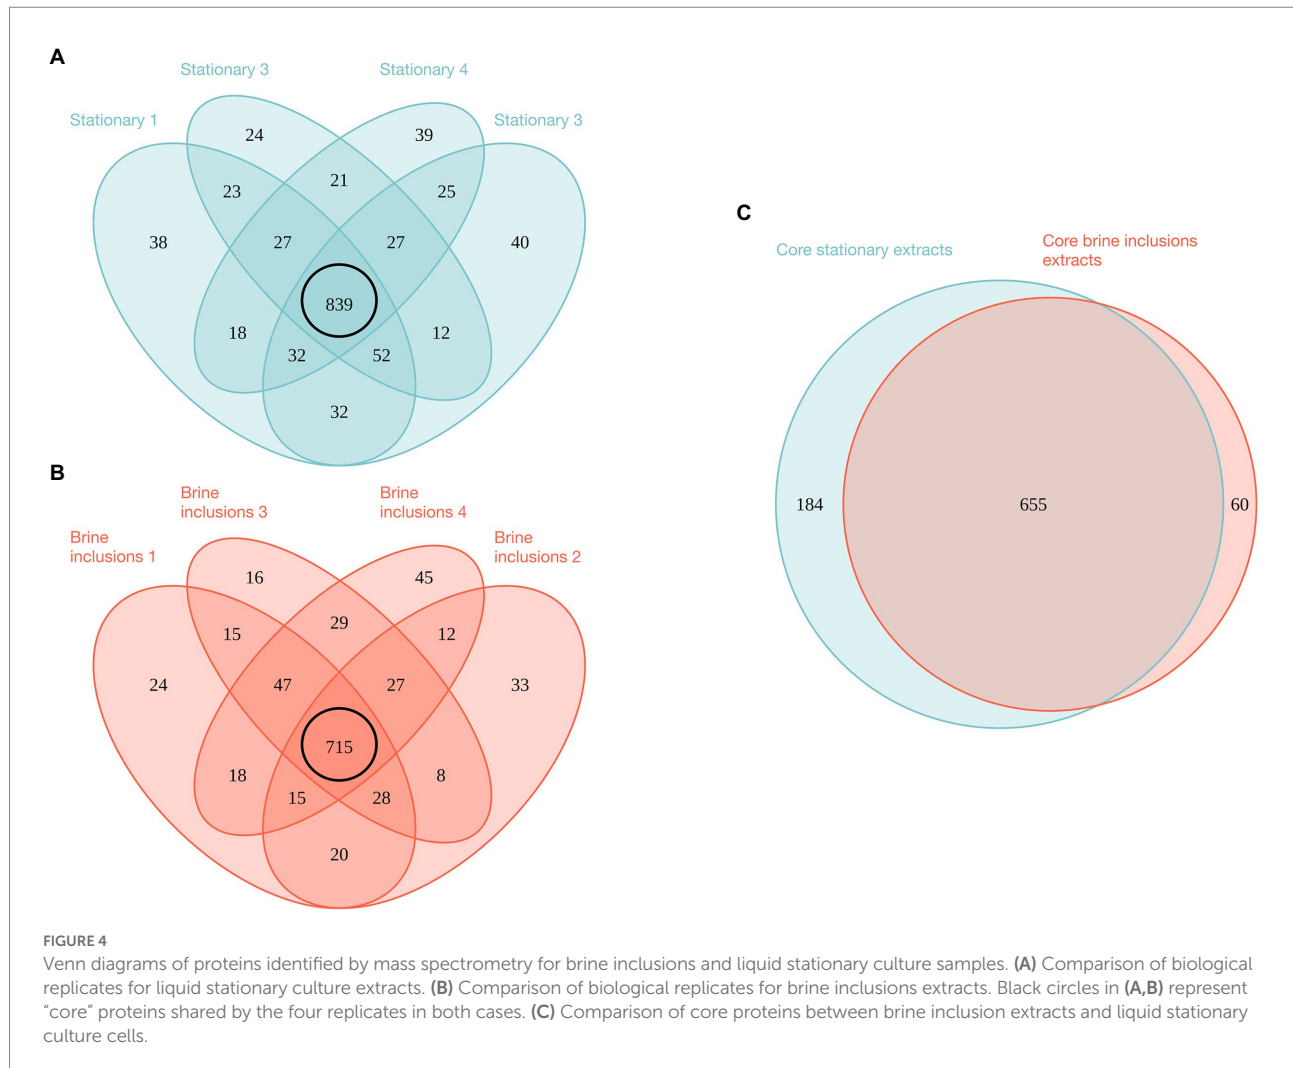 A
Stationary 3
Stationary 4
Stationary 1
Stationary 3
24
39
23
21
25
38
27
27
40
839
18
32
52
12
32
B
Brine
inclusions 3
Brine
inclusions 4
Brine
inclusions 1
Brine
inclusions 2
16
45
15
29
12
24
47
27
33
715
18
15
28
8
20
C
Core stationary extracts
Core brine inclusions
extracts
184
655
60
FIGURE 4
Venn diagrams of proteins identified by mass spectrometry for brine inclusions and liquid stationary culture samples. (A) Comparison of biological
replicates for liquid stationary culture extracts. (B) Comparison of biological replicates for brine inclusions extracts. Black circles in (A,B) represent
“core” proteins shared by the four replicates in both cases. (C) Comparison of core proteins between brine inclusion extracts and liquid stationary
culture cells.